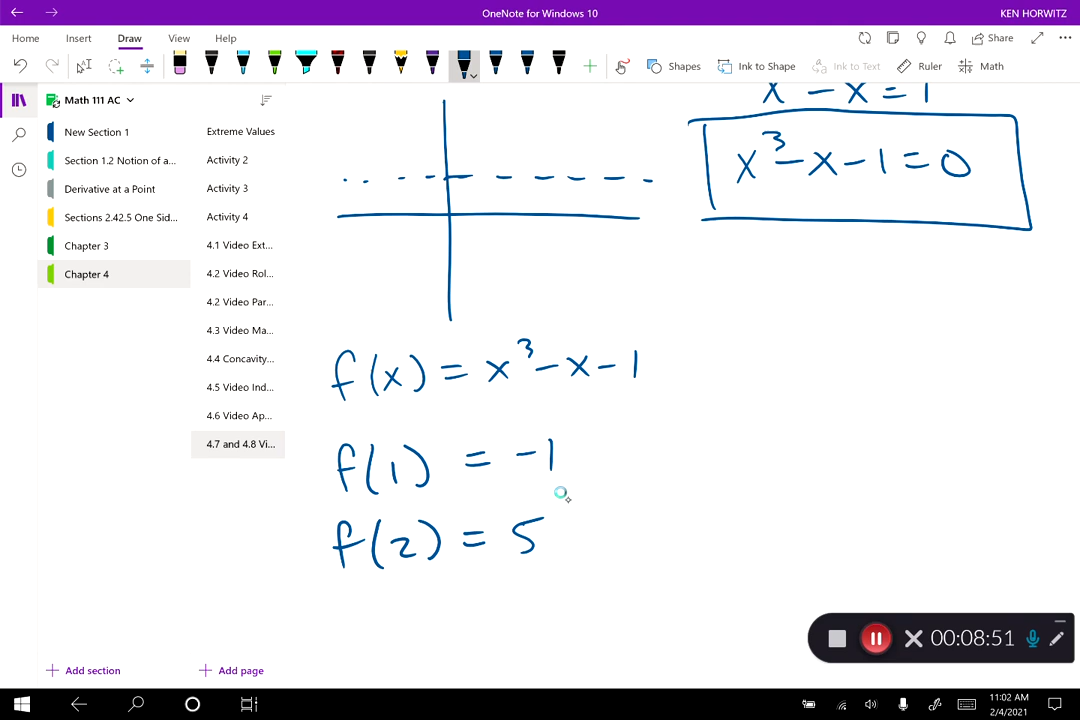 OneNote for Windows 10
KEN HORWITZ
Home Insert Draw View Help
Share
Shapes Ink to Shape Ink to Text Ruler Math
Math 111 AC
New Section 1
Section 1.2 Notion of a...
Derivative at a Point
Sections 2.42.5 One Sid...
Chapter 3
Chapter 4
Extreme Values
Activity 2
Activity 3
Activity 4
4.1 Video Ext...
4.2 Video Rol...
4.2 Video Par...
4.3 Video Ma...
4.4 Concavity...
4.5 Video Ind...
4.6 Video Ap...
4.7 and 4.8 Vi...
x - x = 1
x³ - x - 1 = 0
f(x) = x³ - x - 1
f(1) = -1
f(2) = 5
00:08:51
Add section
Add page
11:02 AM
2/4/2021